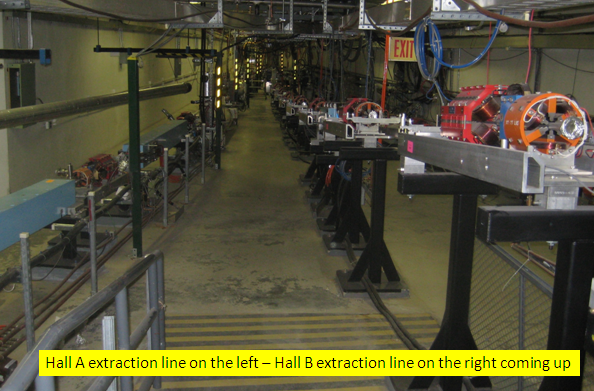 EXIT
Hall A extraction line on the left – Hall B extraction line on the right coming up